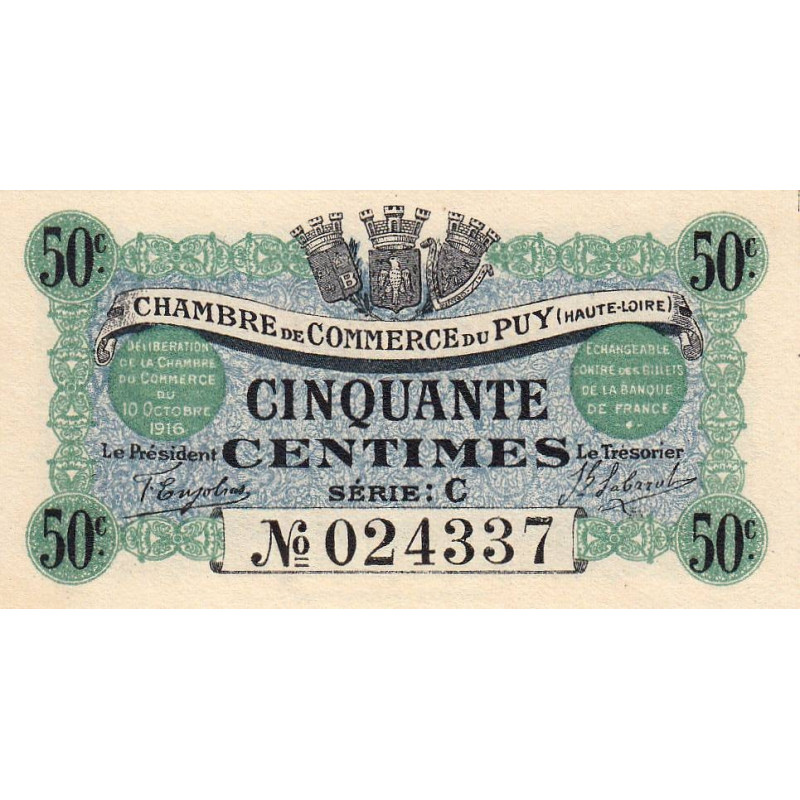 50c. 50c.
B
CHAMBRE DE COMMERCE DU PUY (HAUTE-LOIRE)
DÉLIBÉRATION
DE LA CHAMBRE
DU COMMERCE
DU
10 OCTOBRE
1916
ÉCHANGEABLE
CONTRE DES BILLETS
DE LA BANQUE
DE FRANCE
CINQUANTE
CENTIMES
Le Président
Le Trésorier
SÉRIE: C
50c. 50c.
No 024337